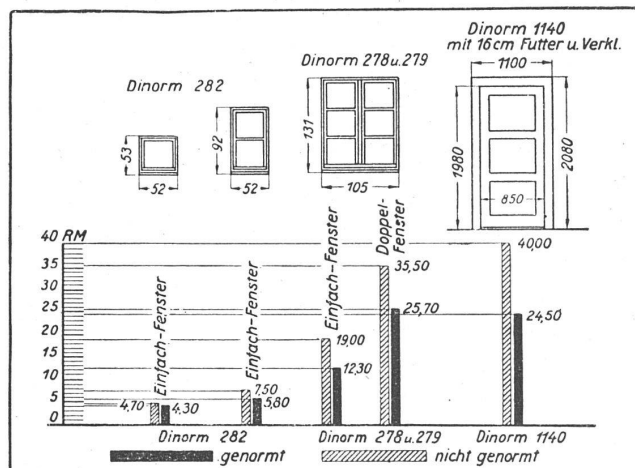 Dinorm 1140
mit 16cm Futter u. Verkl.
Dinorm 278 u. 279
Dinorm 282
1100
53
52
92
52
131
105
1980
850
2080
40 RM
35
30
25
20
15
10
5
0
Einfach-Fenster
4,70
4,30
Einfach-Fenster
7,50
5,80
Einfach-Fenster
19,00
12,30
Doppel-
Fenster
35,50
25,70
40,00
24,50
Dinorm 282
Dinorm 278 u. 279
Dinorm 1140
genormt
nicht genormt